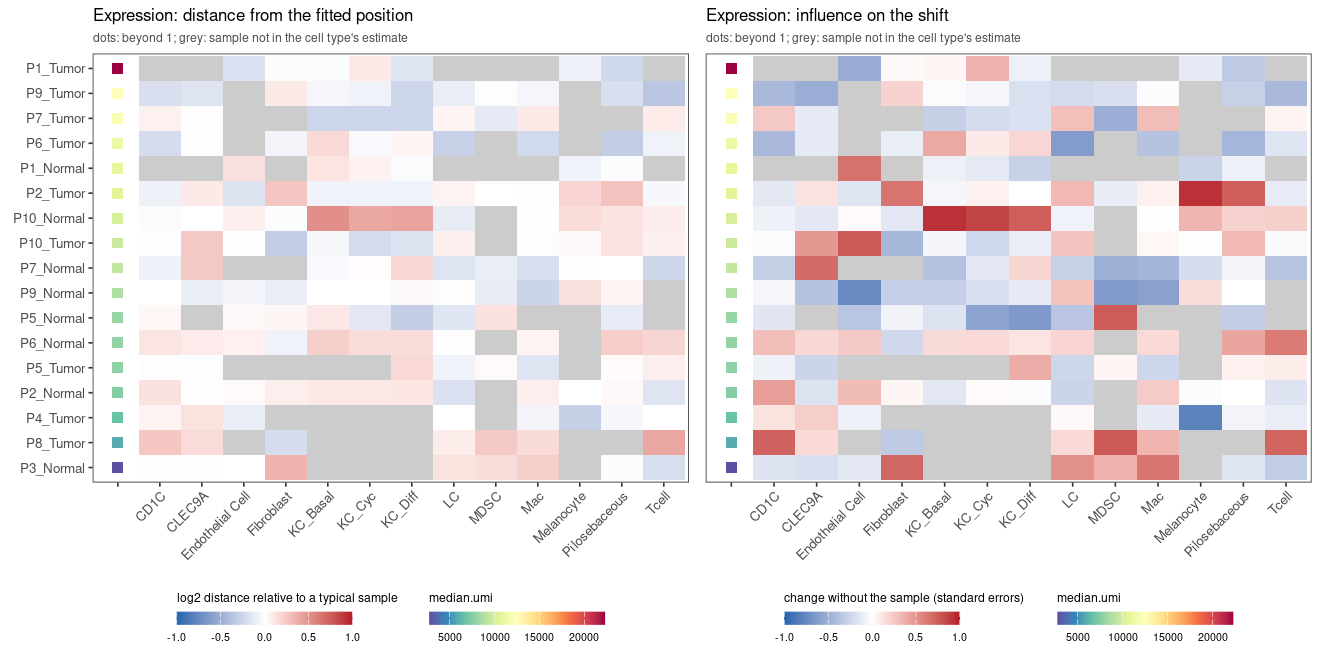 Expression: distance from the fitted position
dots: beyond 1; grey: sample not in the cell type's estimate
P1_Tumor
P9_Tumor
P7_Tumor
P6_Tumor
P1_Normal
P2_Tumor
P10_Normal
P10_Tumor
P7_Normal
P9_Normal
P5_Normal
P6_Normal
P5_Tumor
P2_Normal
P4_Tumor
P8_Tumor
P3_Normal
CD1C
CLEC9A
Endothelial Cell
Fibroblast
KC_Basal
KC_Cyc
KC_Diff
LC
MDSC
Mac
Melanocyte
Pilosebaceous
Tcell
log2 distance relative to a typical sample
-1.0 -0.5 0.0 0.5 1.0
median.umi
5000 10000 15000 20000
Expression: influence on the shift
dots: beyond 1; grey: sample not in the cell type's estimate
CD1C
CLEC9A
Endothelial Cell
Fibroblast
KC_Basal
KC_Cyc
KC_Diff
LC
MDSC
Mac
Melanocyte
Pilosebaceous
Tcell
change without the sample (standard errors)
-1.0 -0.5 0.0 0.5 1.0
median.umi
5000 10000 15000 20000